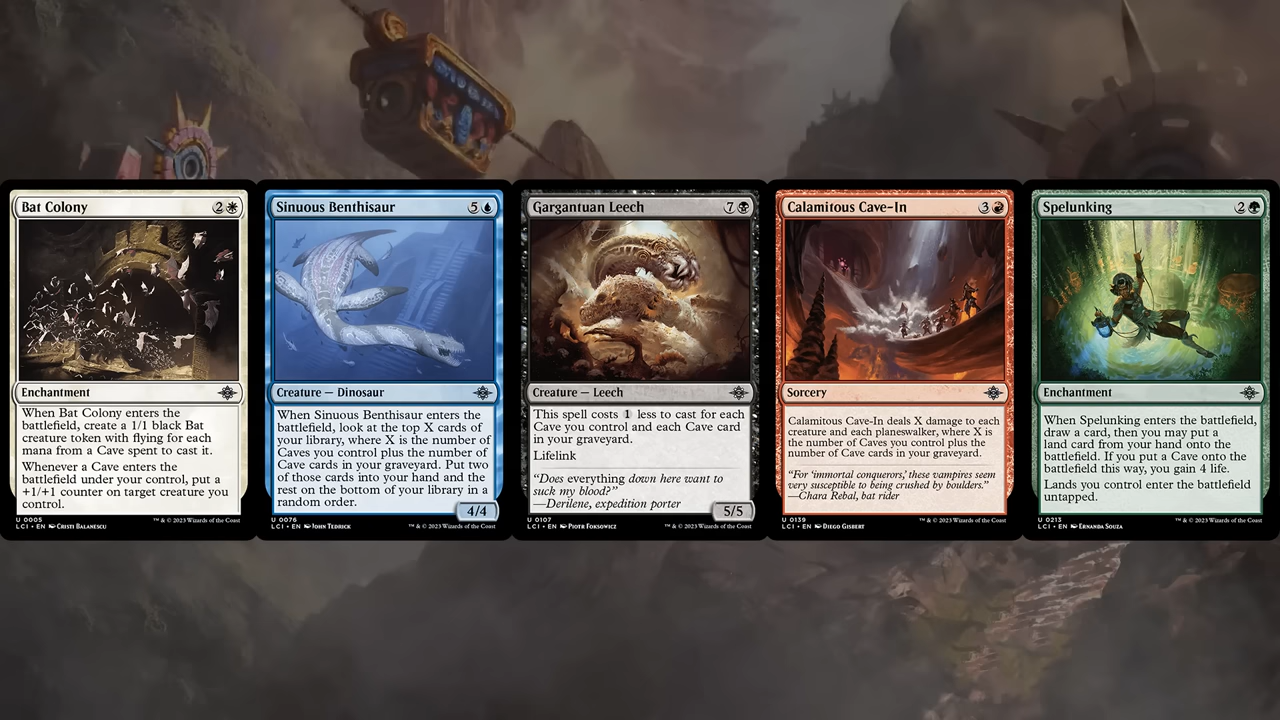 Bat Colony 2
Enchantment
When Bat Colony enters the
battlefield, create a 1/1 black Bat
creature token with flying for each
mana from a Cave spent to cast it.
Whenever a Cave enters the
battlefield under your control, put a
+1/+1 counter on target creature you
control.
U 0005
LCI • EN Cristi Balanescu
™ & © 2023 Wizards of the Coast
Sinuous Benthisaur 5
Creature — Dinosaur
When Sinuous Benthisaur enters the
battlefield, look at the top X cards of
your library, where X is the number of
Caves you control plus the number of
Cave cards in your graveyard. Put two
of those cards into your hand and the
rest on the bottom of your library in a
random order.
4/4
U 0076
LCI • EN John Tedrick
™ & © 2023 Wizards of the Coast
Gargantuan Leech 7
Creature — Leech
This spell costs 1 less to cast for each
Cave you control and each Cave card
in your graveyard.
Lifelink
“Does everything down here want to
suck my blood?”
—Derilene, expedition porter
5/5
U 0107
LCI • EN Piotr Foksowicz
™ & © 2023 Wizards of the Coast
Calamitous Cave-In 3
Sorcery
Calamitous Cave-In deals X damage to each
creature and each planeswalker, where X is
the number of Caves you control plus the
number of Cave cards in your graveyard.
“For ‘immortal conquerors,’ these vampires seem
very susceptible to being crushed by boulders.”
—Chara Rebal, bat rider
U 0139
LCI • EN Diego Gisbert
™ & © 2023 Wizards of the Coast
Spelunking 2
Enchantment
When Spelunking enters the battlefield,
draw a card, then you may put a
land card from your hand onto the
battlefield. If you put a Cave onto the
battlefield this way, you gain 4 life.
Lands you control enter the battlefield
untapped.
U 0213
LCI • EN Ernanda Souza
™ & © 2023 Wizards of the Coast